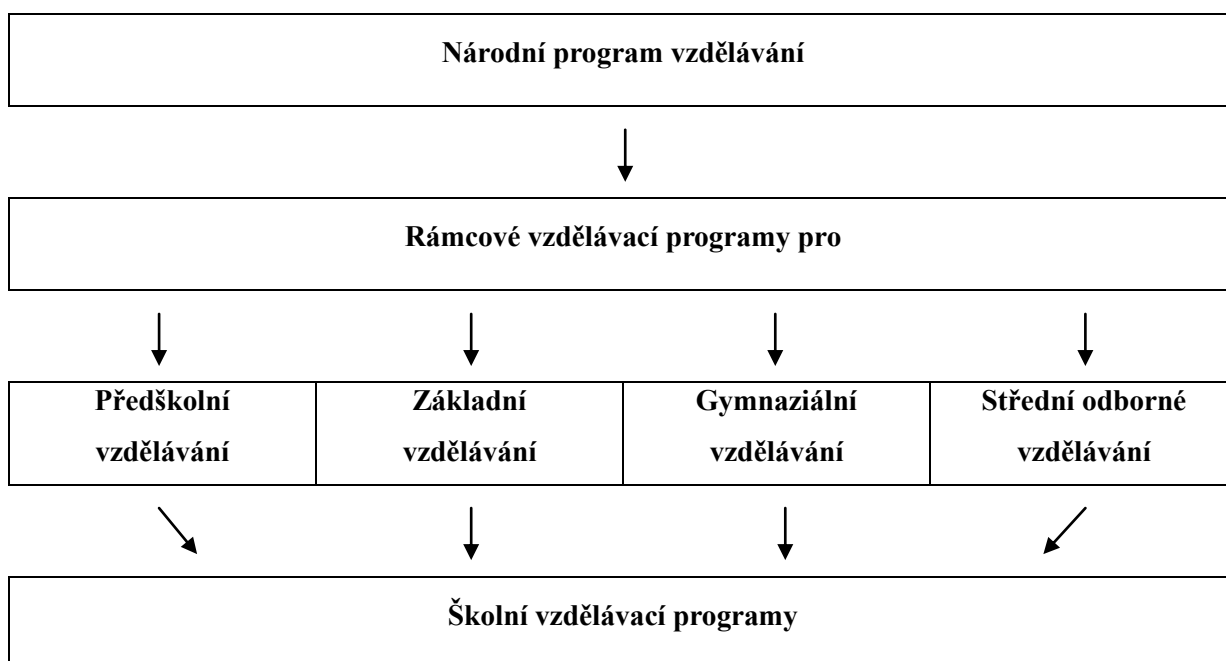 Národní program vzdělávání
Rámcové vzdělávací programy pro
Předškolní
vzdělávání
Základní
vzdělávání
Gymnaziální
vzdělávání
Střední odborné
vzdělávání
Školní vzdělávací programy